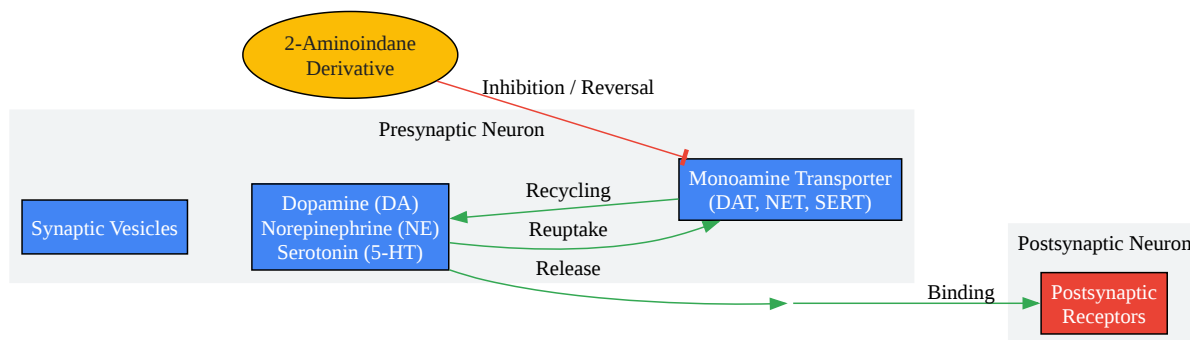 2-Aminoindane
Derivative
Inhibition / Reversal
Presynaptic Neuron
Synaptic Vesicles
Dopamine (DA)
Norepinephrine (NE)
Serotonin (5-HT)
Recycling
Reuptake
Release
Monoamine Transporter
(DAT, NET, SERT)
Binding
Postsynaptic Neuron
Postsynaptic
Receptors